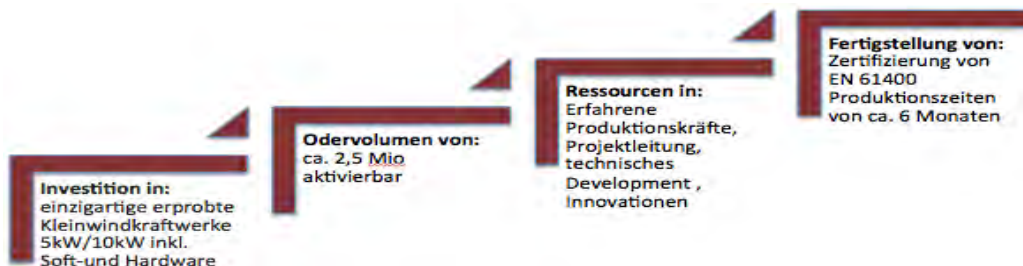 Investition in:
einzigartige erprobte
Kleinwindkraftwerke
5kW/10kW inkl.
Soft-und Hardware
Odervolumen von:
ca. 2,5 Mio
aktivierbar
Ressourcen in:
Erfahrene
Produktionskräfte,
Projektleitung,
technisches
Development ,
Innovationen
Fertigstellung von:
Zertifizierung von
EN 61400
Produktionszeiten
von ca. 6 Monaten